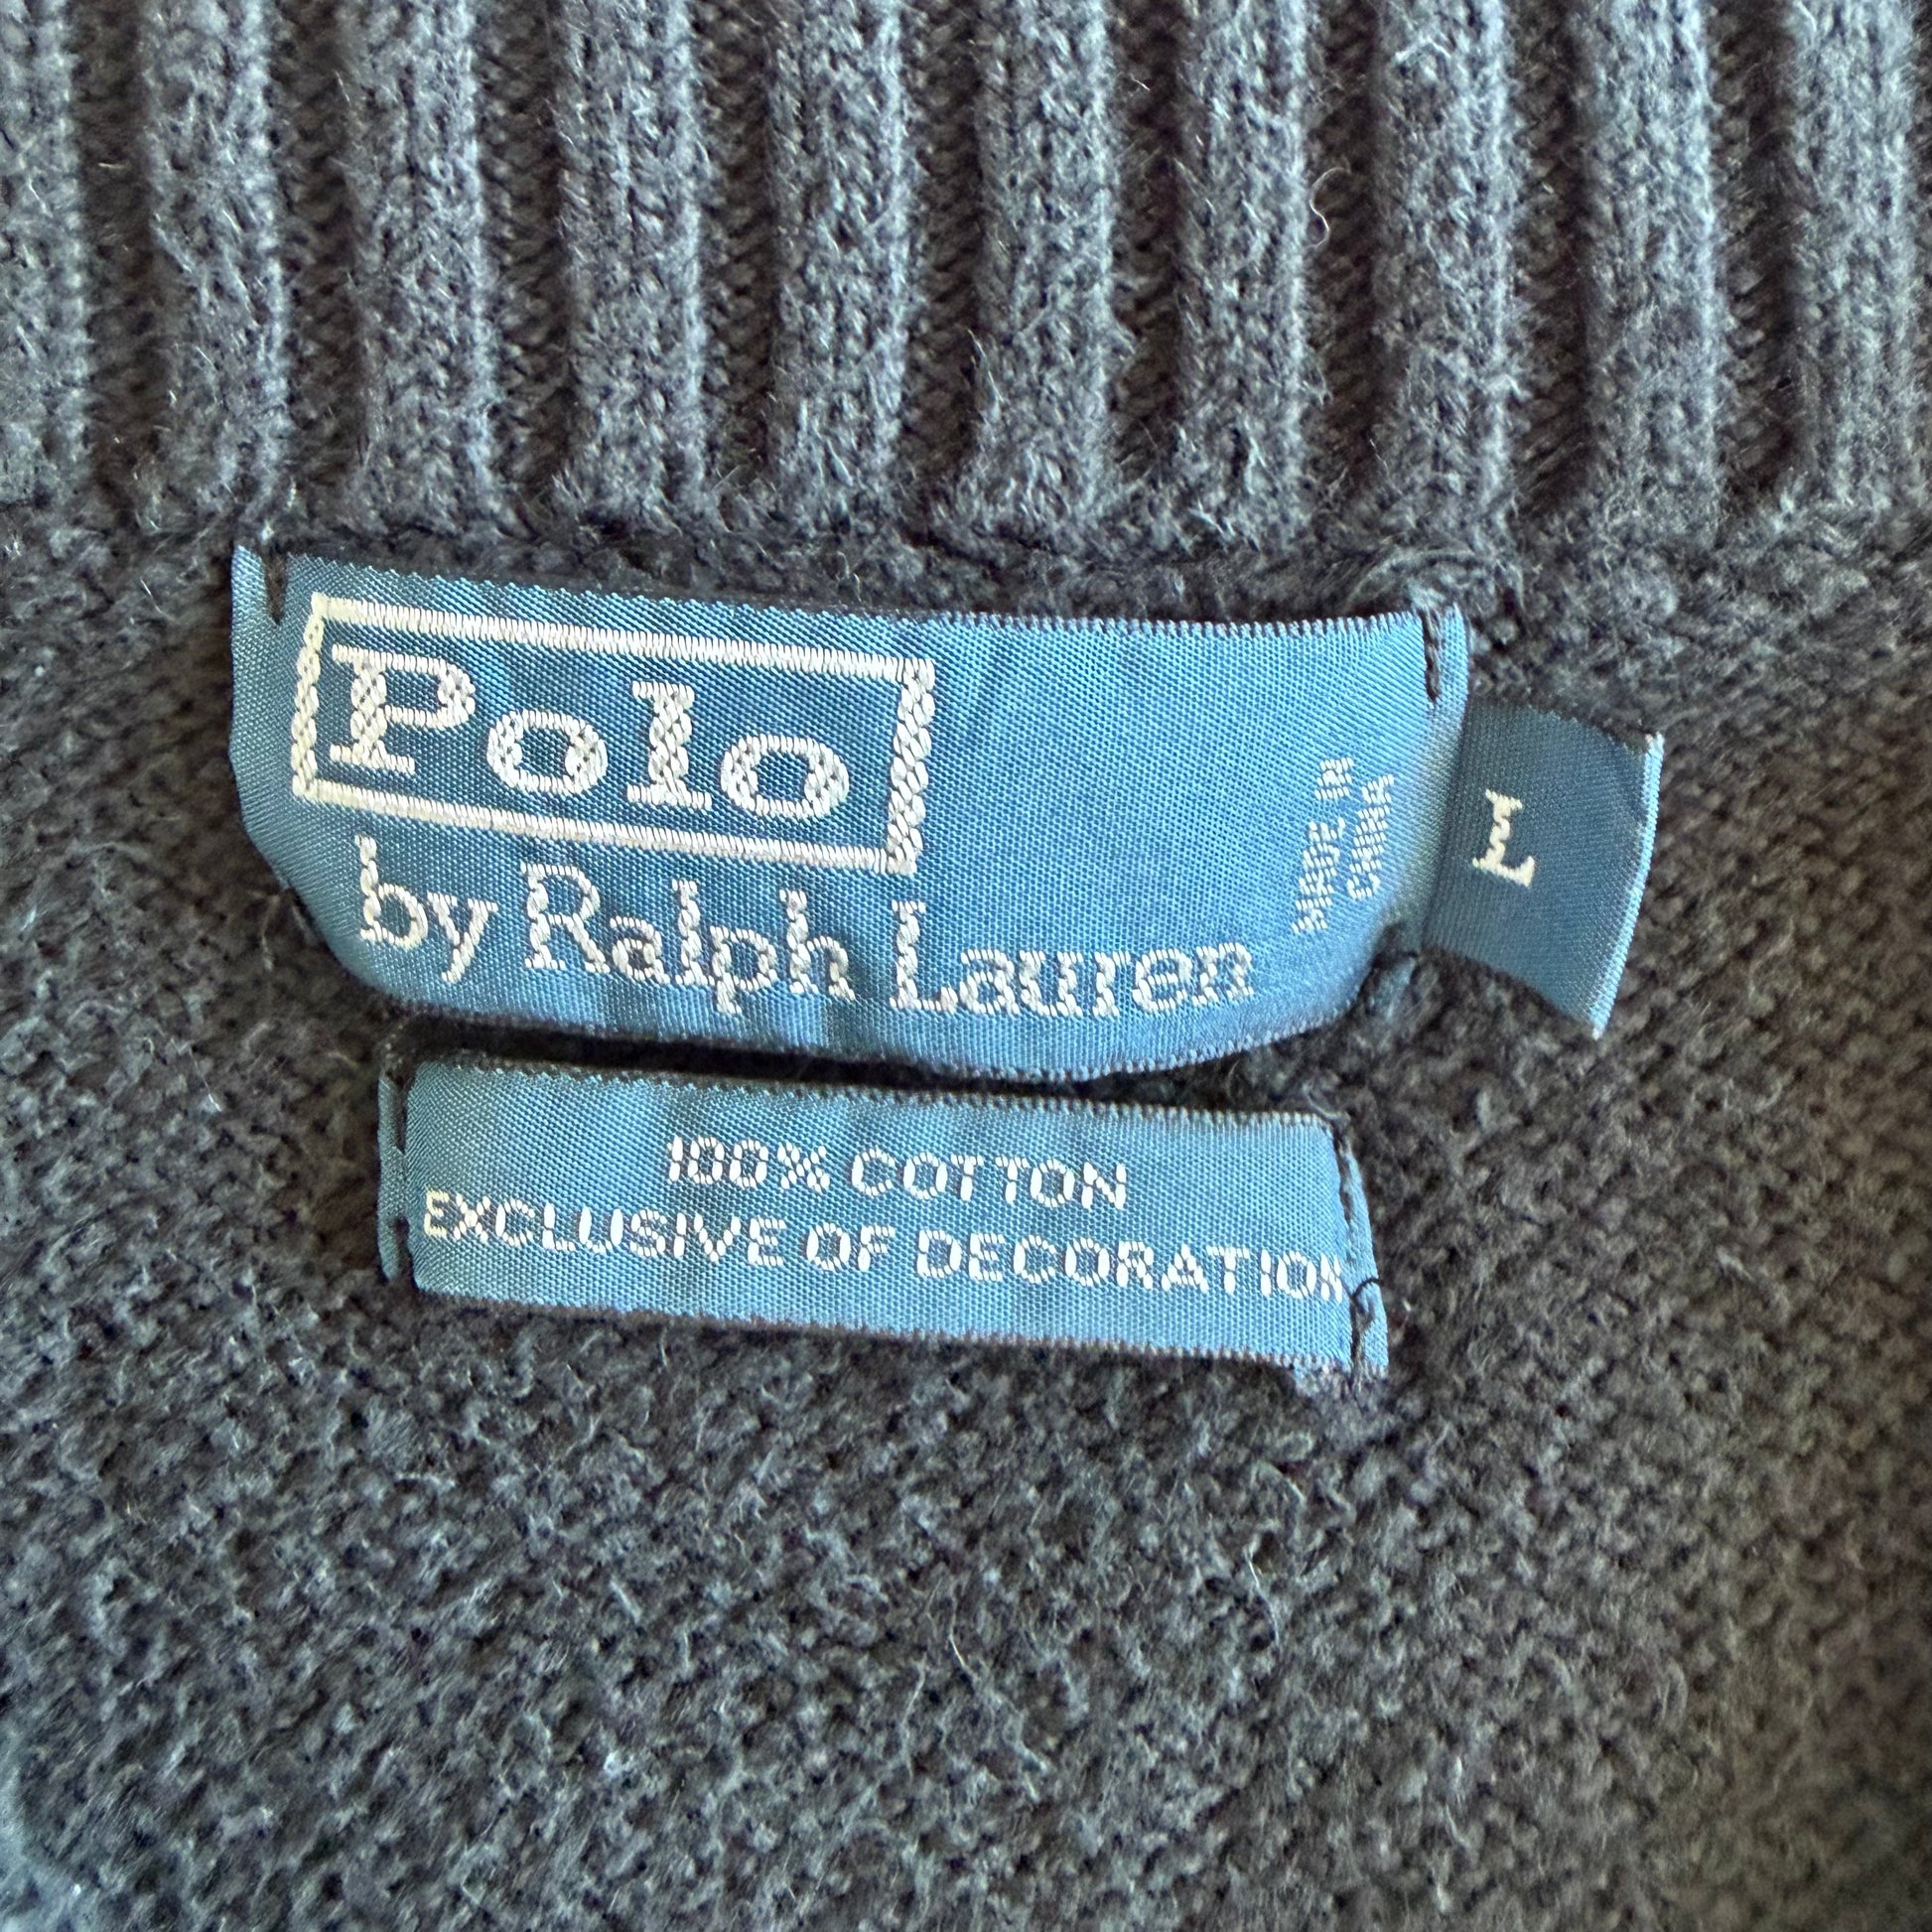 Polo
by Ralph Lauren
MADE IN
CHINA
L
100% COTTON
EXCLUSIVE OF DECORATION